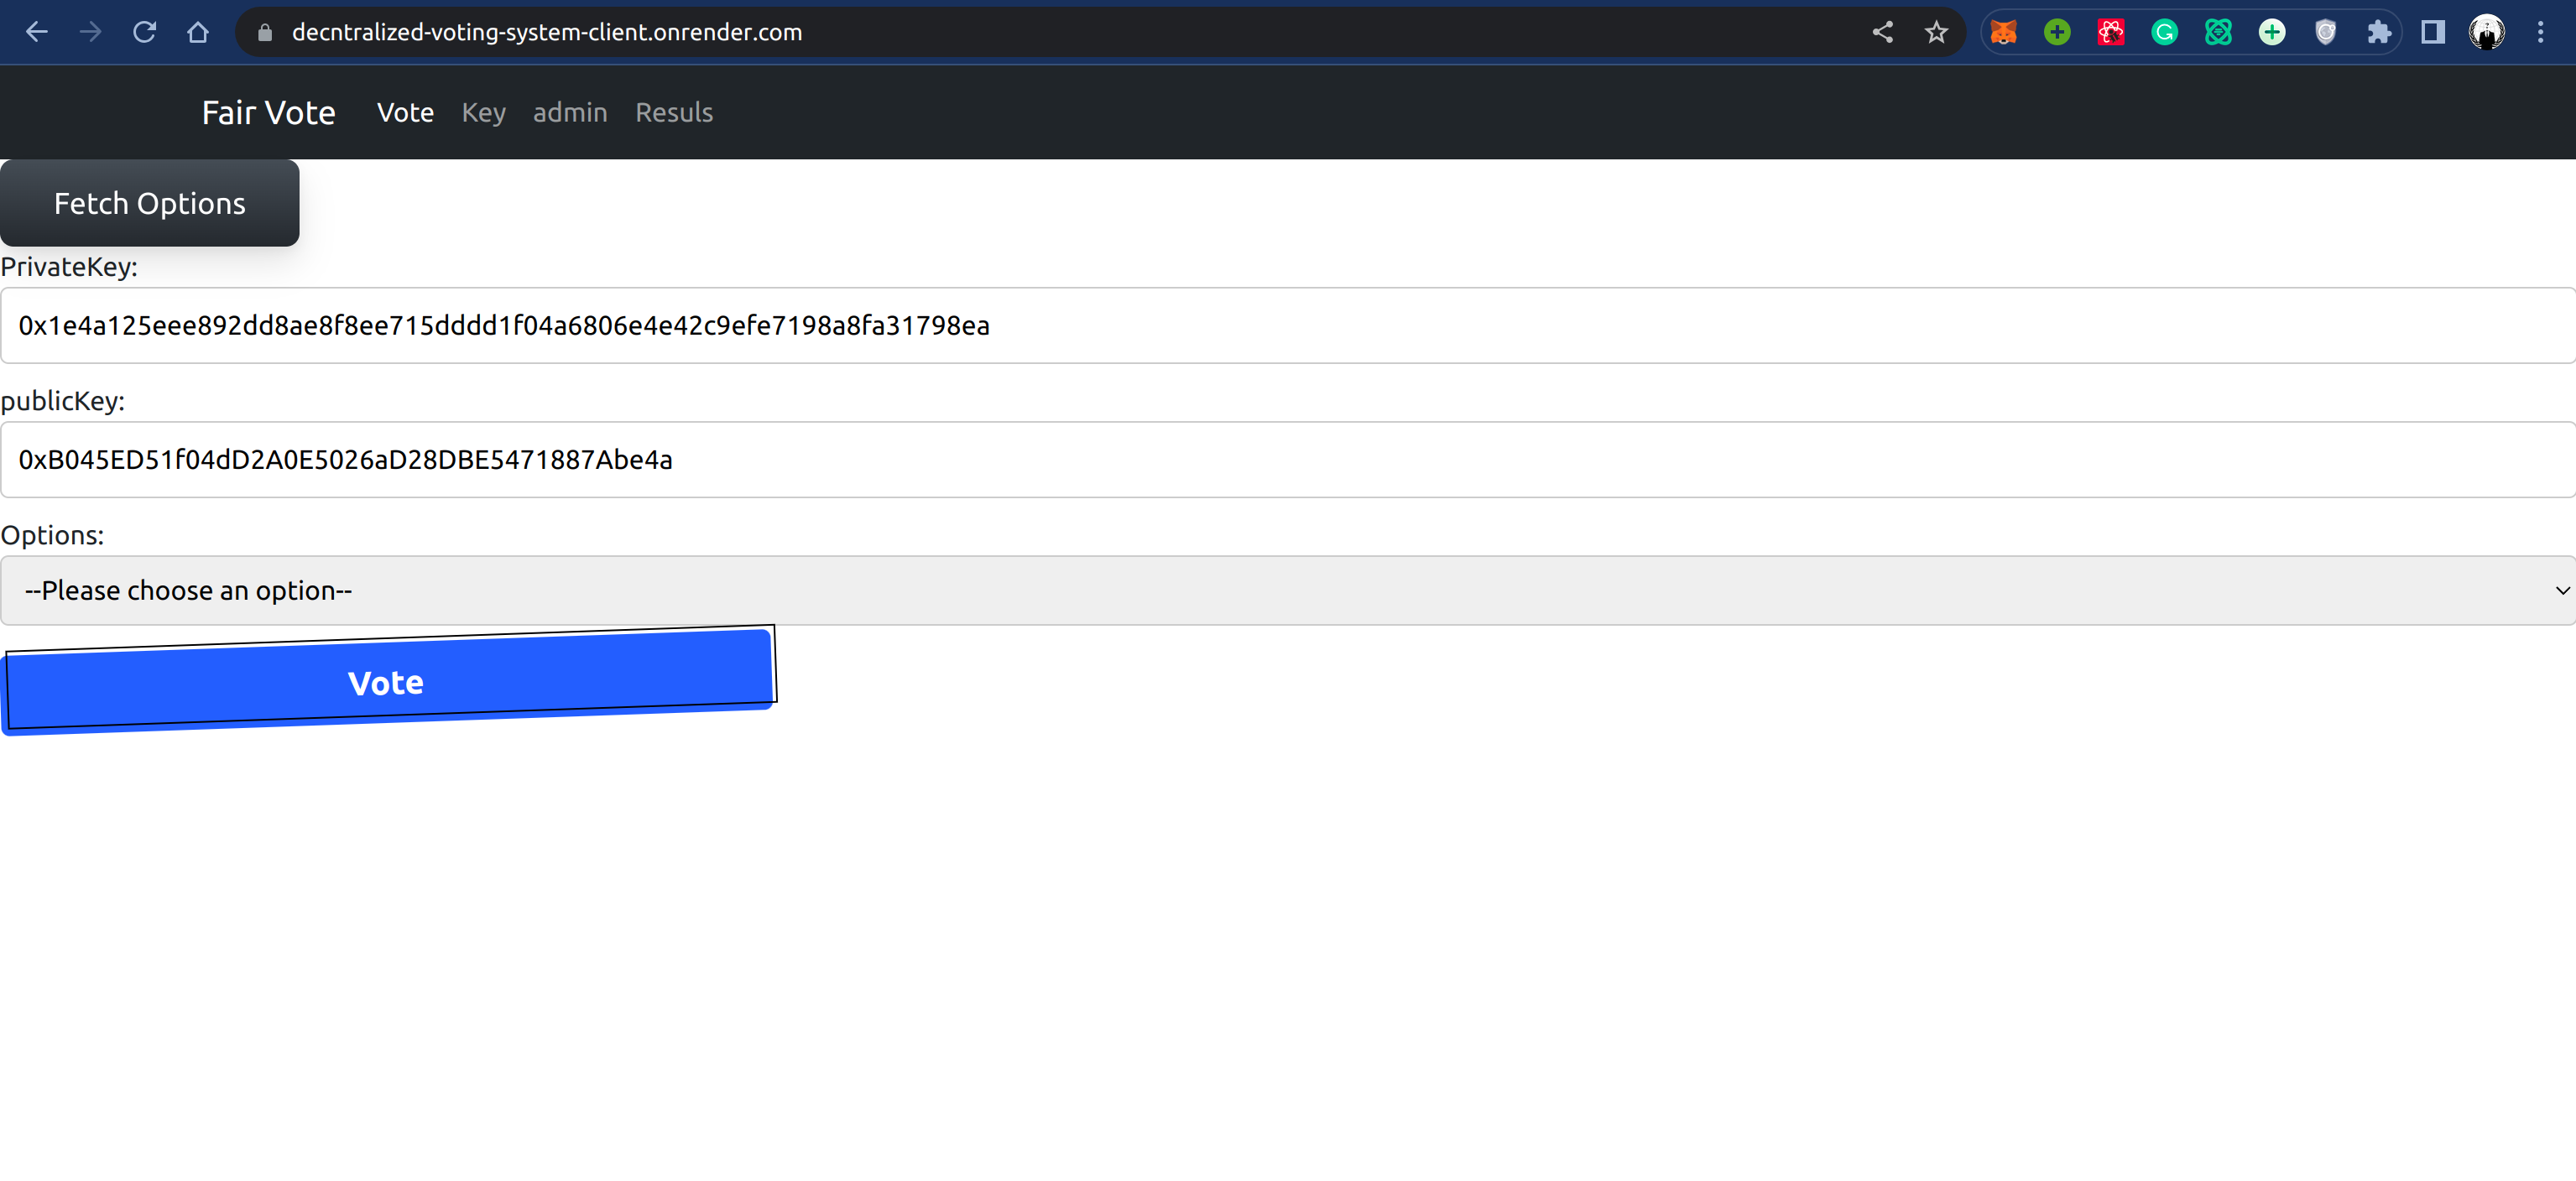 decntralized-voting-system-client.onrender.com
Fair Vote Vote Key admin Resuls
Fetch Options
PrivateKey:
0x1e4a125eee892dd8ae8f8ee715dddd1f04a6806e4e42c9efe7198a8fa31798ea
publicKey:
0xB045ED51f04dD2A0E5026aD28DBE5471887Abe4a
Options:
--Please choose an option--
Vote